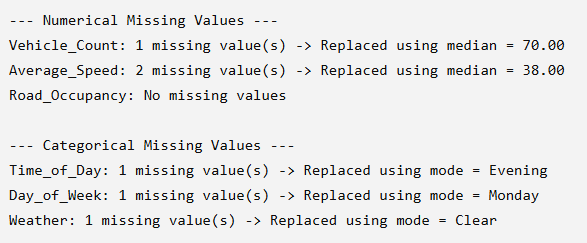 --- Numerical Missing Values ---
Vehicle_Count: 1 missing value(s) -> Replaced using median = 70.00
Average_Speed: 2 missing value(s) -> Replaced using median = 38.00
Road_Occupancy: No missing values
--- Categorical Missing Values ---
Time_of_Day: 1 missing value(s) -> Replaced using mode = Evening
Day_of_Week: 1 missing value(s) -> Replaced using mode = Monday
Weather: 1 missing value(s) -> Replaced using mode = Clear